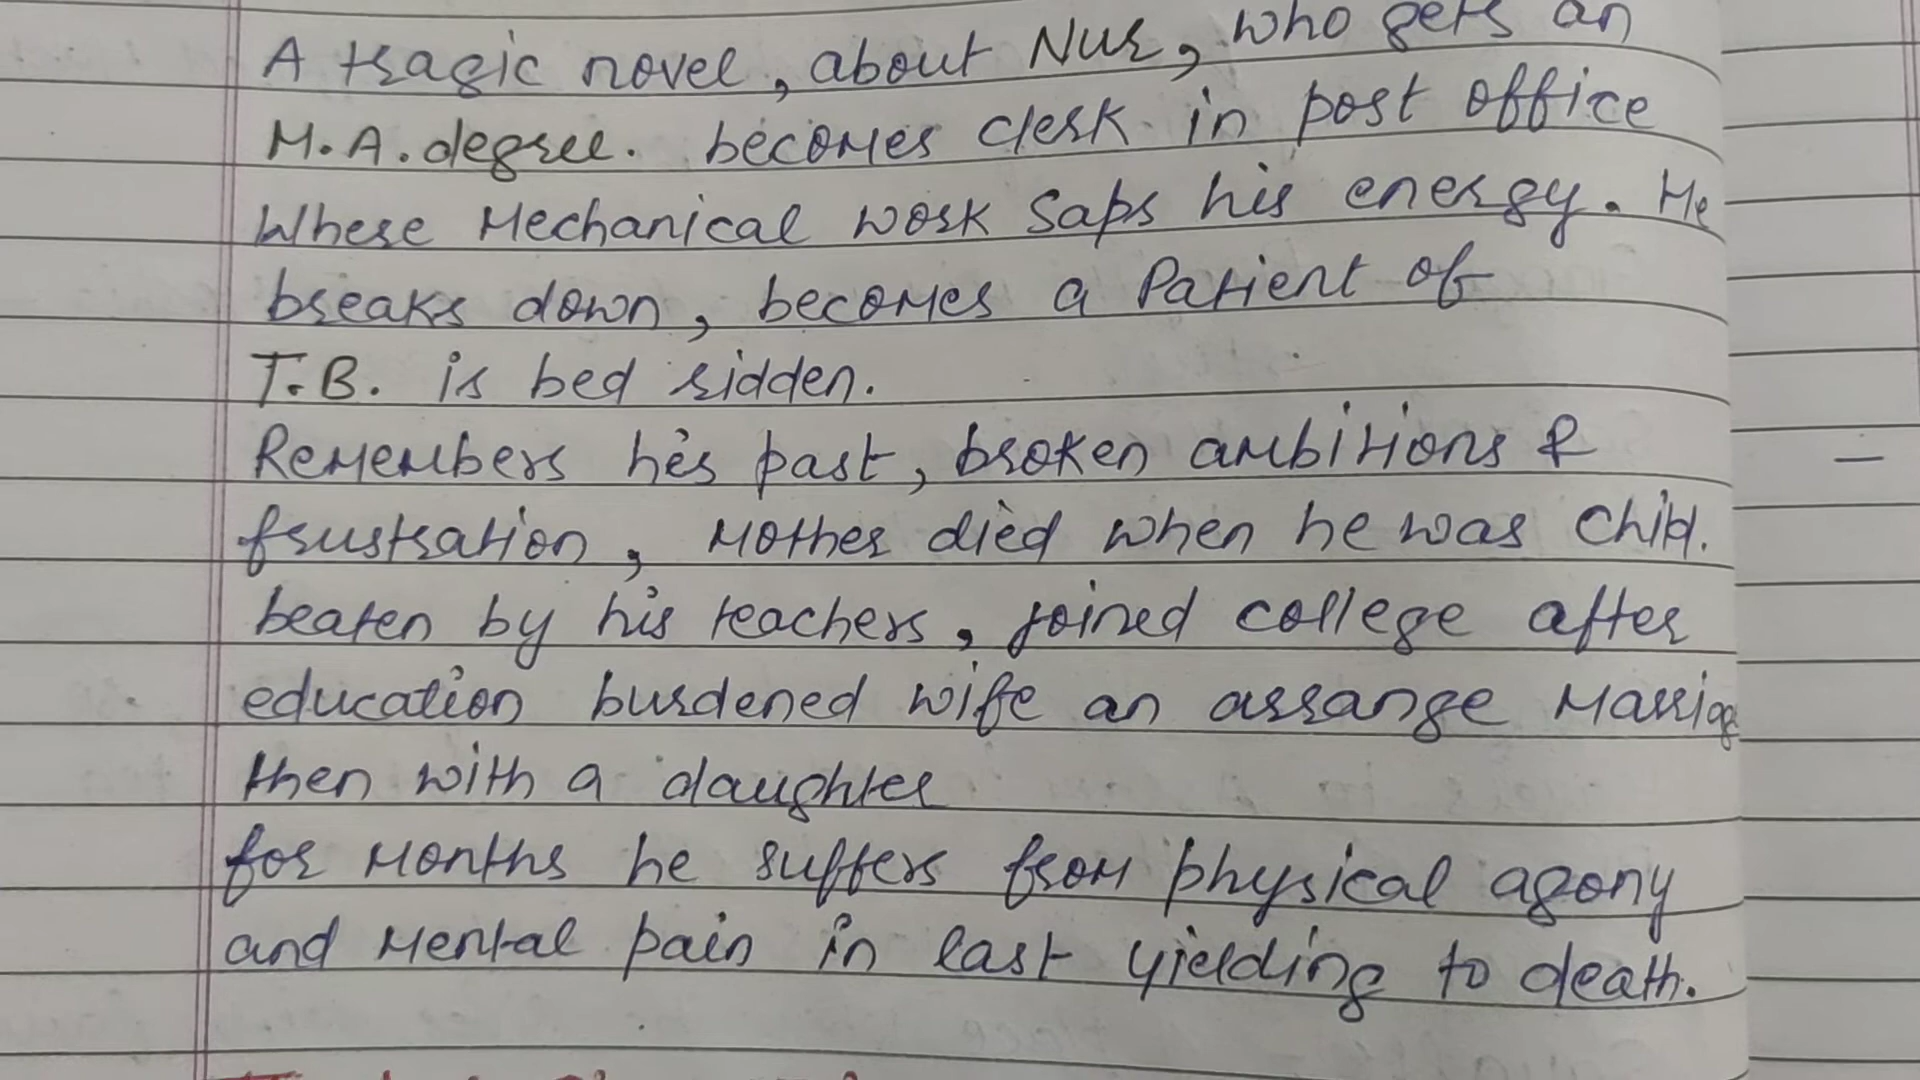 A tragic novel, about Nur, who gets an
M.A. degree. becomes clerk in post office
Where Mechanical work Saps his energy. He
breaks down, becomes a Patient of
T.B. is bed ridden.
Remembers his past, broken ambitions &
frustration, Mother died when he was Child.
beaten by his teachers, joined college after
education burdened wife an arrange Marriag
then with a daughter
for Months he suffers from physical agony
and Mental pain in last yielding to death.